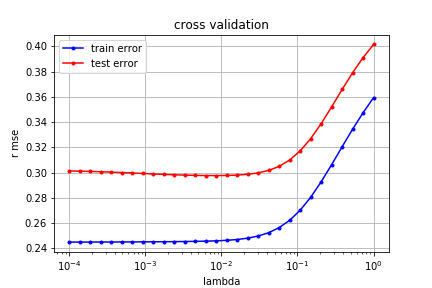 cross validation
train error
test error
r mse
0.40
0.38
0.36
0.34
0.32
0.30
0.28
0.26
0.24
10⁻⁴ 10⁻³ 10⁻² 10⁻¹ 10⁰
lambda